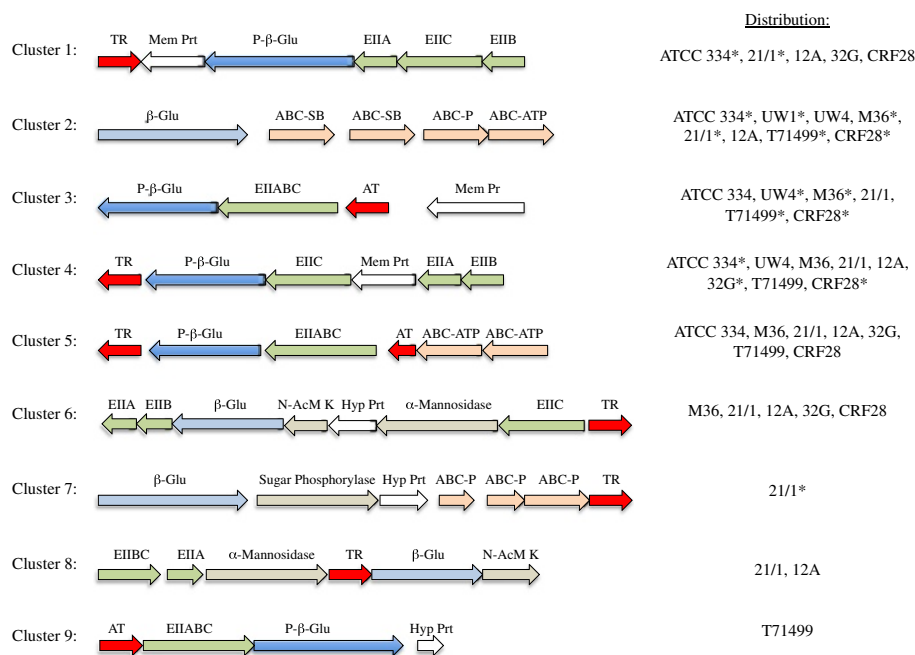 Distribution:
Cluster 1: TR Mem Prt P-β-Glu EIIA EIIC EIIB
ATCC 334*, 21/1*, 12A, 32G, CRF28
Cluster 2: β-Glu ABC-SB ABC-SB ABC-P ABC-ATP
ATCC 334*, UW1*, UW4, M36*,
21/1*, 12A, T71499*, CRF28*
Cluster 3: P-β-Glu EIIABC AT Mem Pr
ATCC 334, UW4*, M36*, 21/1,
T71499*, CRF28*
Cluster 4: TR P-β-Glu EIIC Mem Prt EIIA EIIB
ATCC 334*, UW4, M36, 21/1, 12A,
32G*, T71499, CRF28*
Cluster 5: TR P-β-Glu EIIABC AT ABC-ATP ABC-ATP
ATCC 334, M36, 21/1, 12A, 32G,
T71499, CRF28
Cluster 6: EIIA EIIB β-Glu N-AcM K Hyp Prt α-Mannosidase EIIC TR
M36, 21/1, 12A, 32G, CRF28
Cluster 7: β-Glu Sugar Phosphorylase Hyp Prt ABC-P ABC-P ABC-P TR
21/1*
Cluster 8: EIIBC EIIA α-Mannosidase TR β-Glu N-AcM K
21/1, 12A
Cluster 9: AT EIIABC P-β-Glu Hyp Prt
T71499